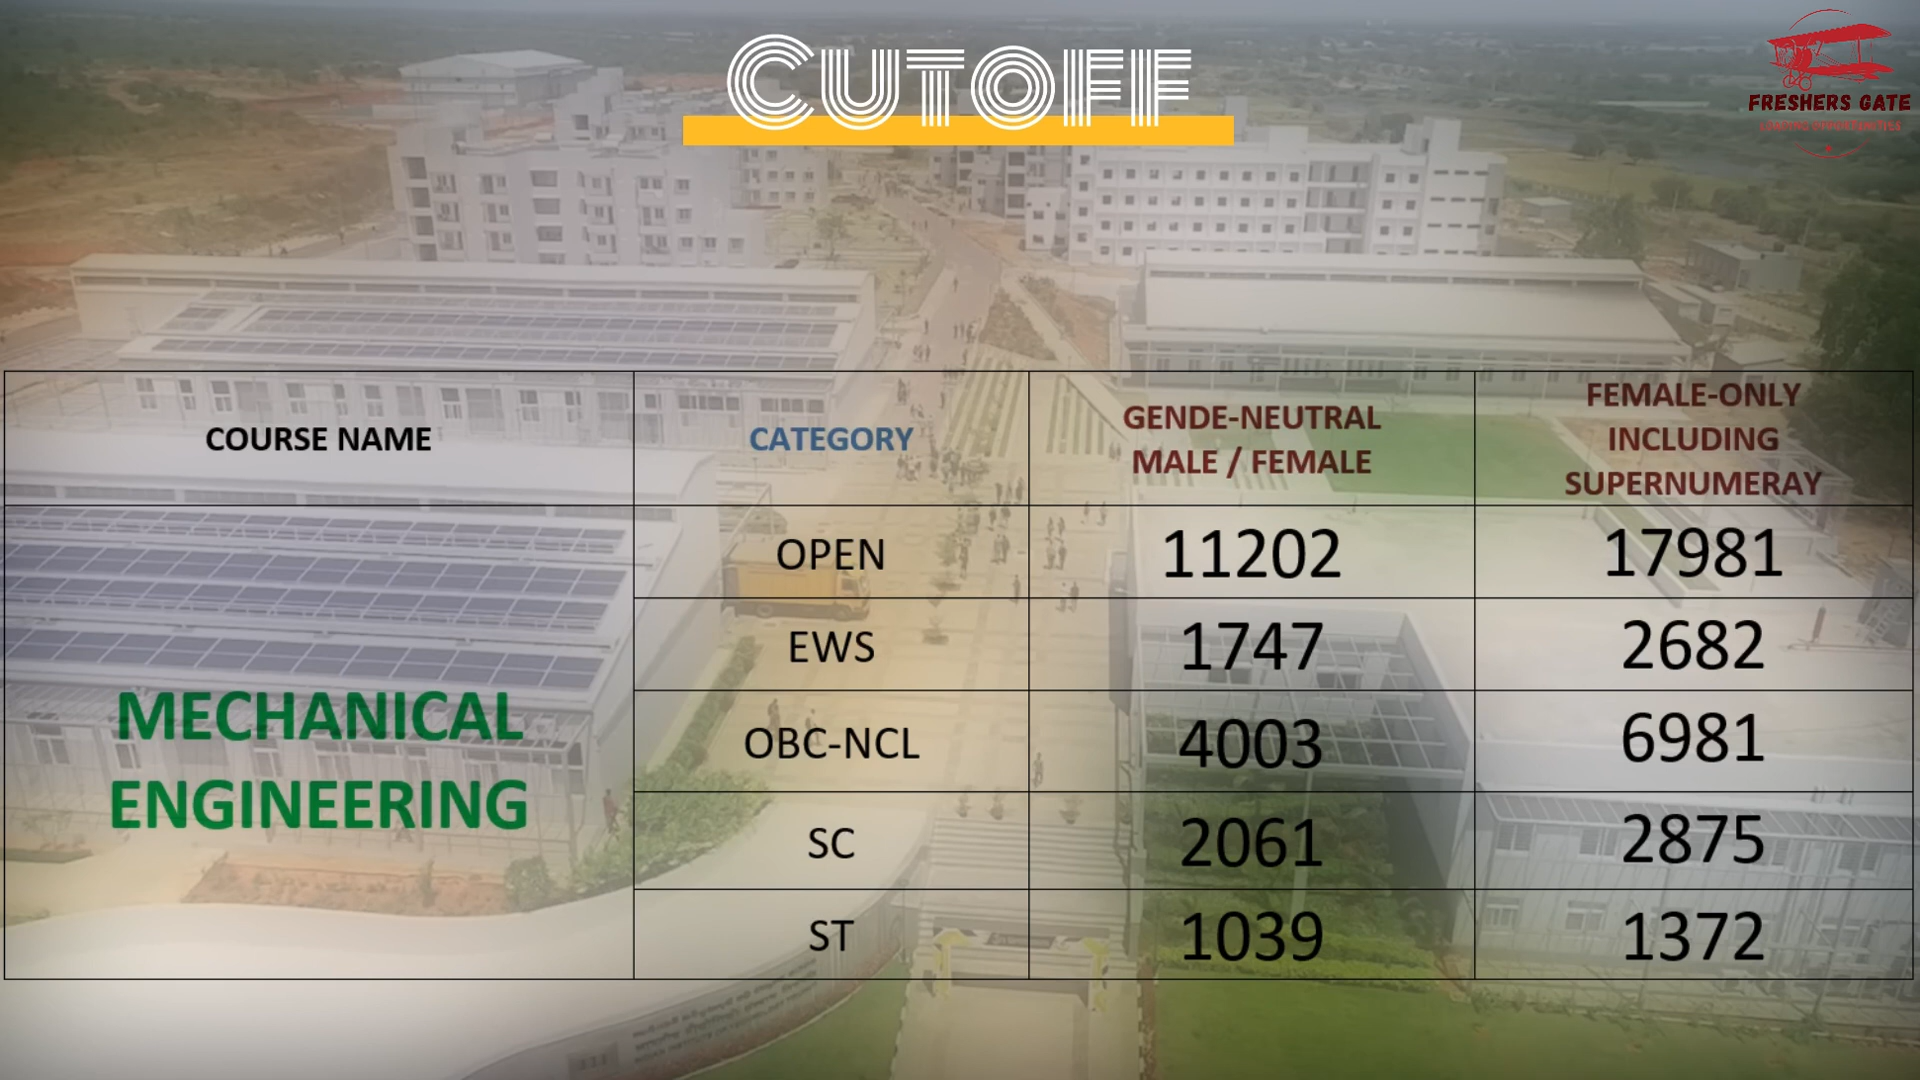 CUTOFF
FRESHERS GATE
COURSE NAME
CATEGORY
GENDE-NEUTRAL
MALE / FEMALE
FEMALE-ONLY
INCLUDING
SUPERNUMERAY
MECHANICAL
ENGINEERING
OPEN 11202 17981
EWS 1747 2682
OBC-NCL 4003 6981
SC 2061 2875
ST 1039 1372